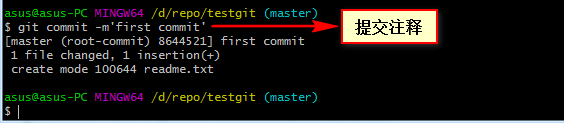 asus@asus-PC MINGW64 /d/repo/testgit (master)
$ git commit -m'first commit'
提交注释
[master (root-commit) 8644521] first commit
1 file changed, 1 insertion(+)
create mode 100644 readme.txt
asus@asus-PC MINGW64 /d/repo/testgit (master)
$